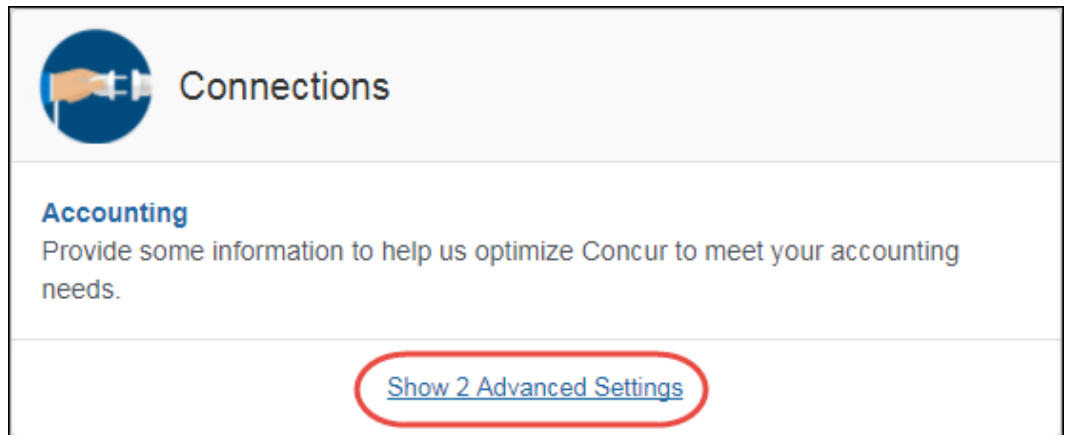 Connections
Accounting
Provide some information to help us optimize Concur to meet your accounting
needs.
Show 2 Advanced Settings